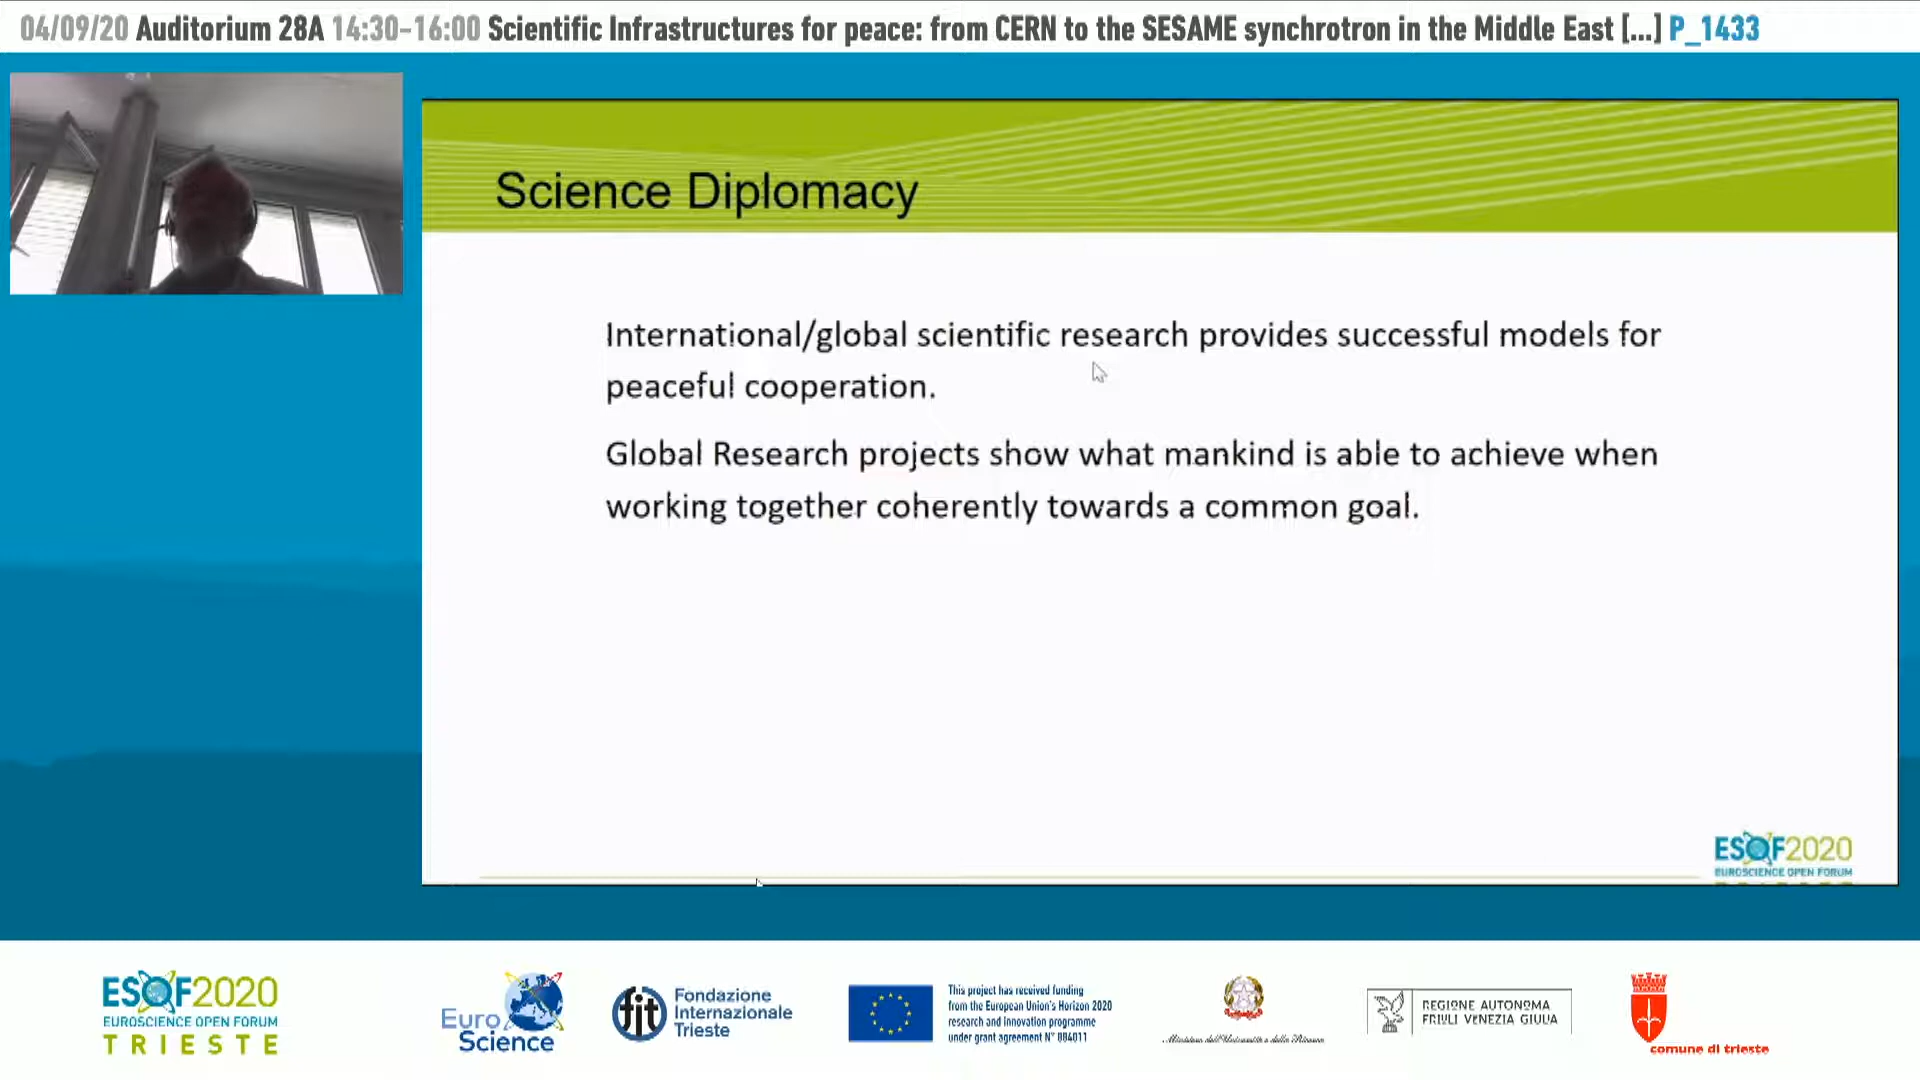 04/09/20 Auditorium 28A 14:30-16:00 Scientific Infrastructures for peace: from CERN to the SESAME synchrotron in the Middle East [...] P_1433
Science Diplomacy
International/global scientific research provides successful models for
peaceful cooperation.
Global Research projects show what mankind is able to achieve when
working together coherently towards a common goal.
ESOF2020
EUROSCIENCE OPEN FORUM
ESOF2020
EUROSCIENCE OPEN FORUM
TRIESTE
Euro
Science
fit
Fondazione
Internazionale
Trieste
This project has received funding
from the European Union's Horizon 2020
research and innovation programme
under grant agreement N° 884011
Ministero dell'Università e della Ricerca
REGIONE AUTONOMA
FRIULI VENEZIA GIULIA
comune di trieste